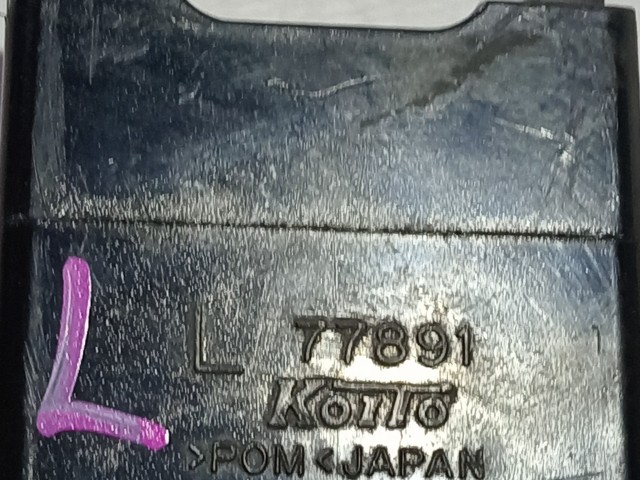 L
L 77891
KOITO
>POM< JAPAN